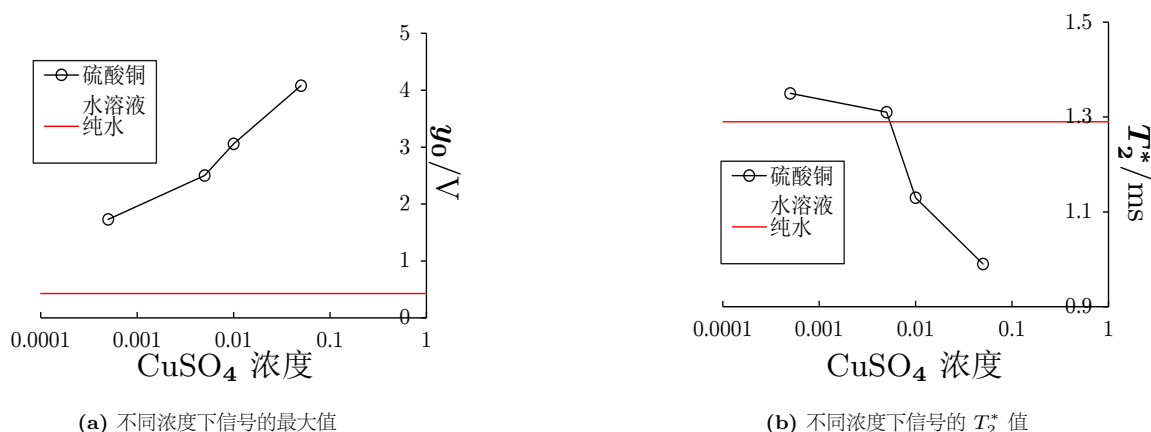 5
4
3
2
1
0
y₀/V
硫酸铜
水溶液
纯水
0.0001
0.001
0.01
0.1
1
CuSO₄ 浓度
(a) 不同浓度下信号的最大值
1.5
1.3
1.1
0.9
T₂*/ms
硫酸铜
水溶液
纯水
0.0001
0.001
0.01
0.1
1
CuSO₄ 浓度
(b) 不同浓度下信号的 T₂* 值